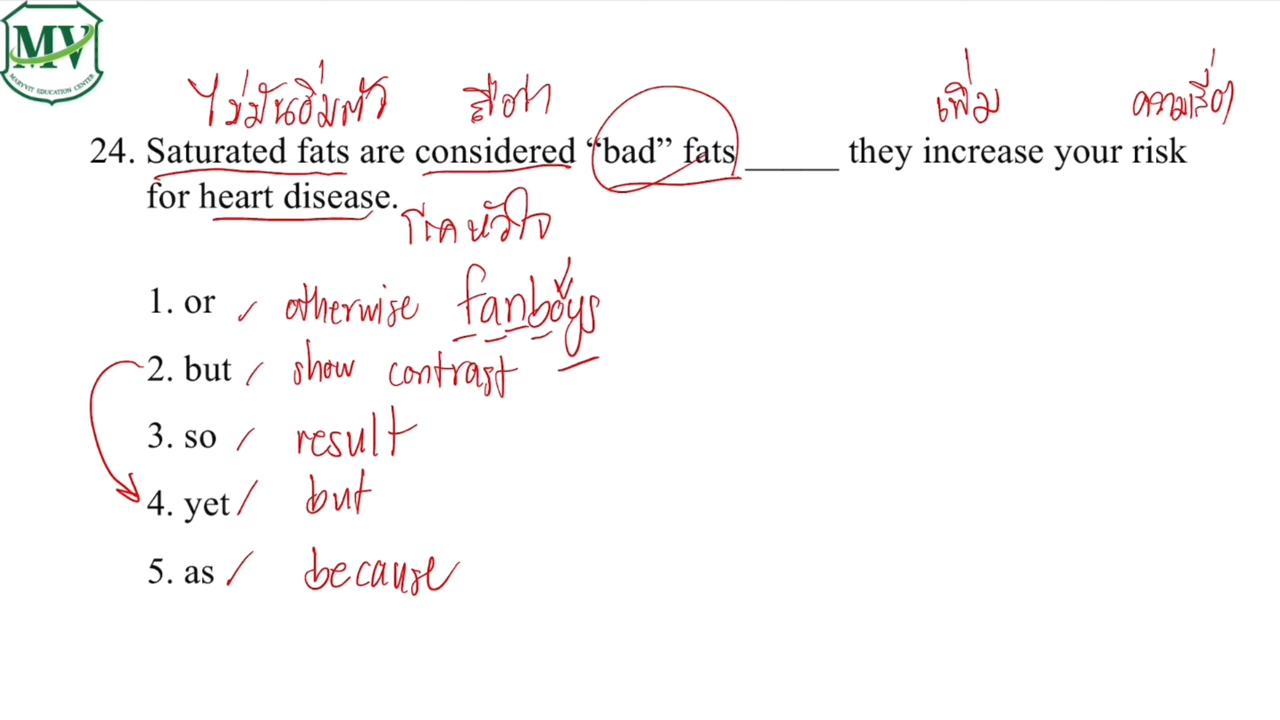 MV
MARYVIT EDUCATION CENTER
ไขมันอิ่มตัว ถือว่า เพิ่ม ความเสี่ยง
24. Saturated fats are considered “bad” fats ______ they increase your risk
for heart disease.
โรคหัวใจ
1. or / otherwise fanboys
2. but / show contrast
3. so / result
4. yet / but
5. as / because